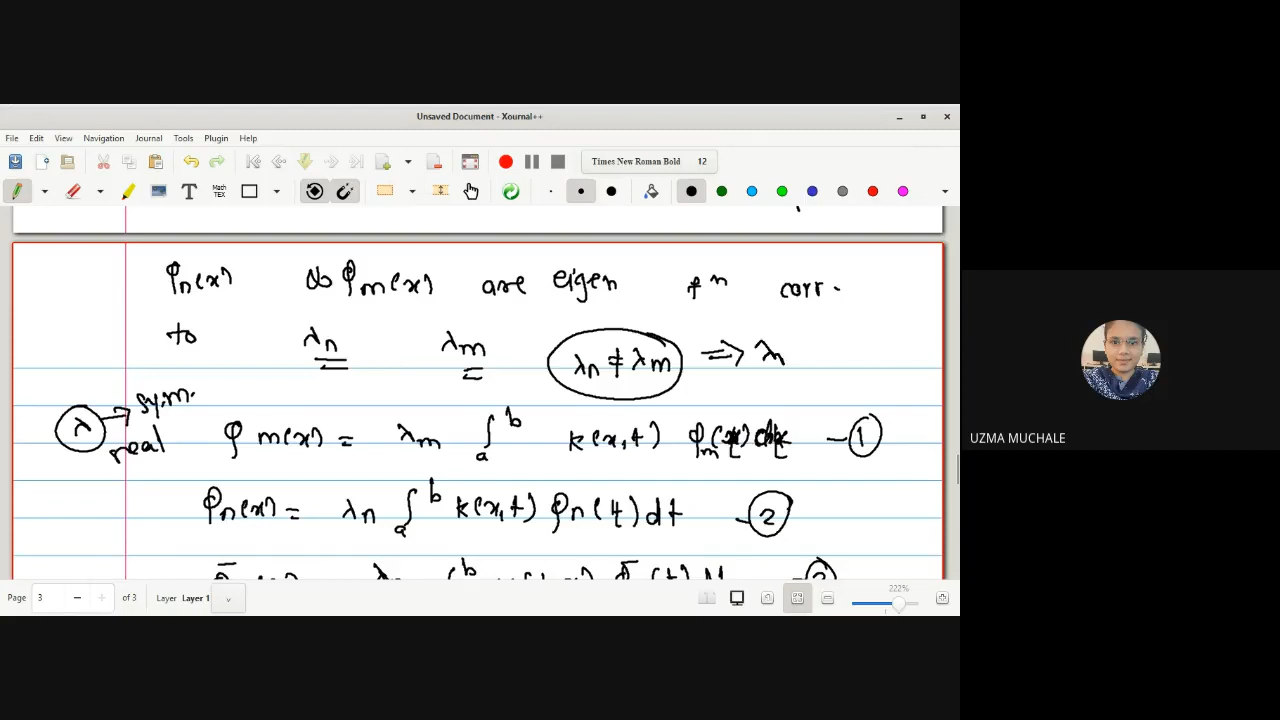 Unsaved Document - Xournal++
File Edit View Navigation Journal Tools Plugin Help
Times New Roman Bold 12
φn(x) & φm(x) are eigen fn corr.
to λn λm λn ≠ λm ⇒ λn
λ → sym. real
φm(x) = λm ∫_a^b k(x,t) φm(t) dt — ①
φn(x) = λn ∫_a^b k(x,t) φn(t) dt — ②
UZMA MUCHALE
Page 3 of 3 Layer Layer 1 222%